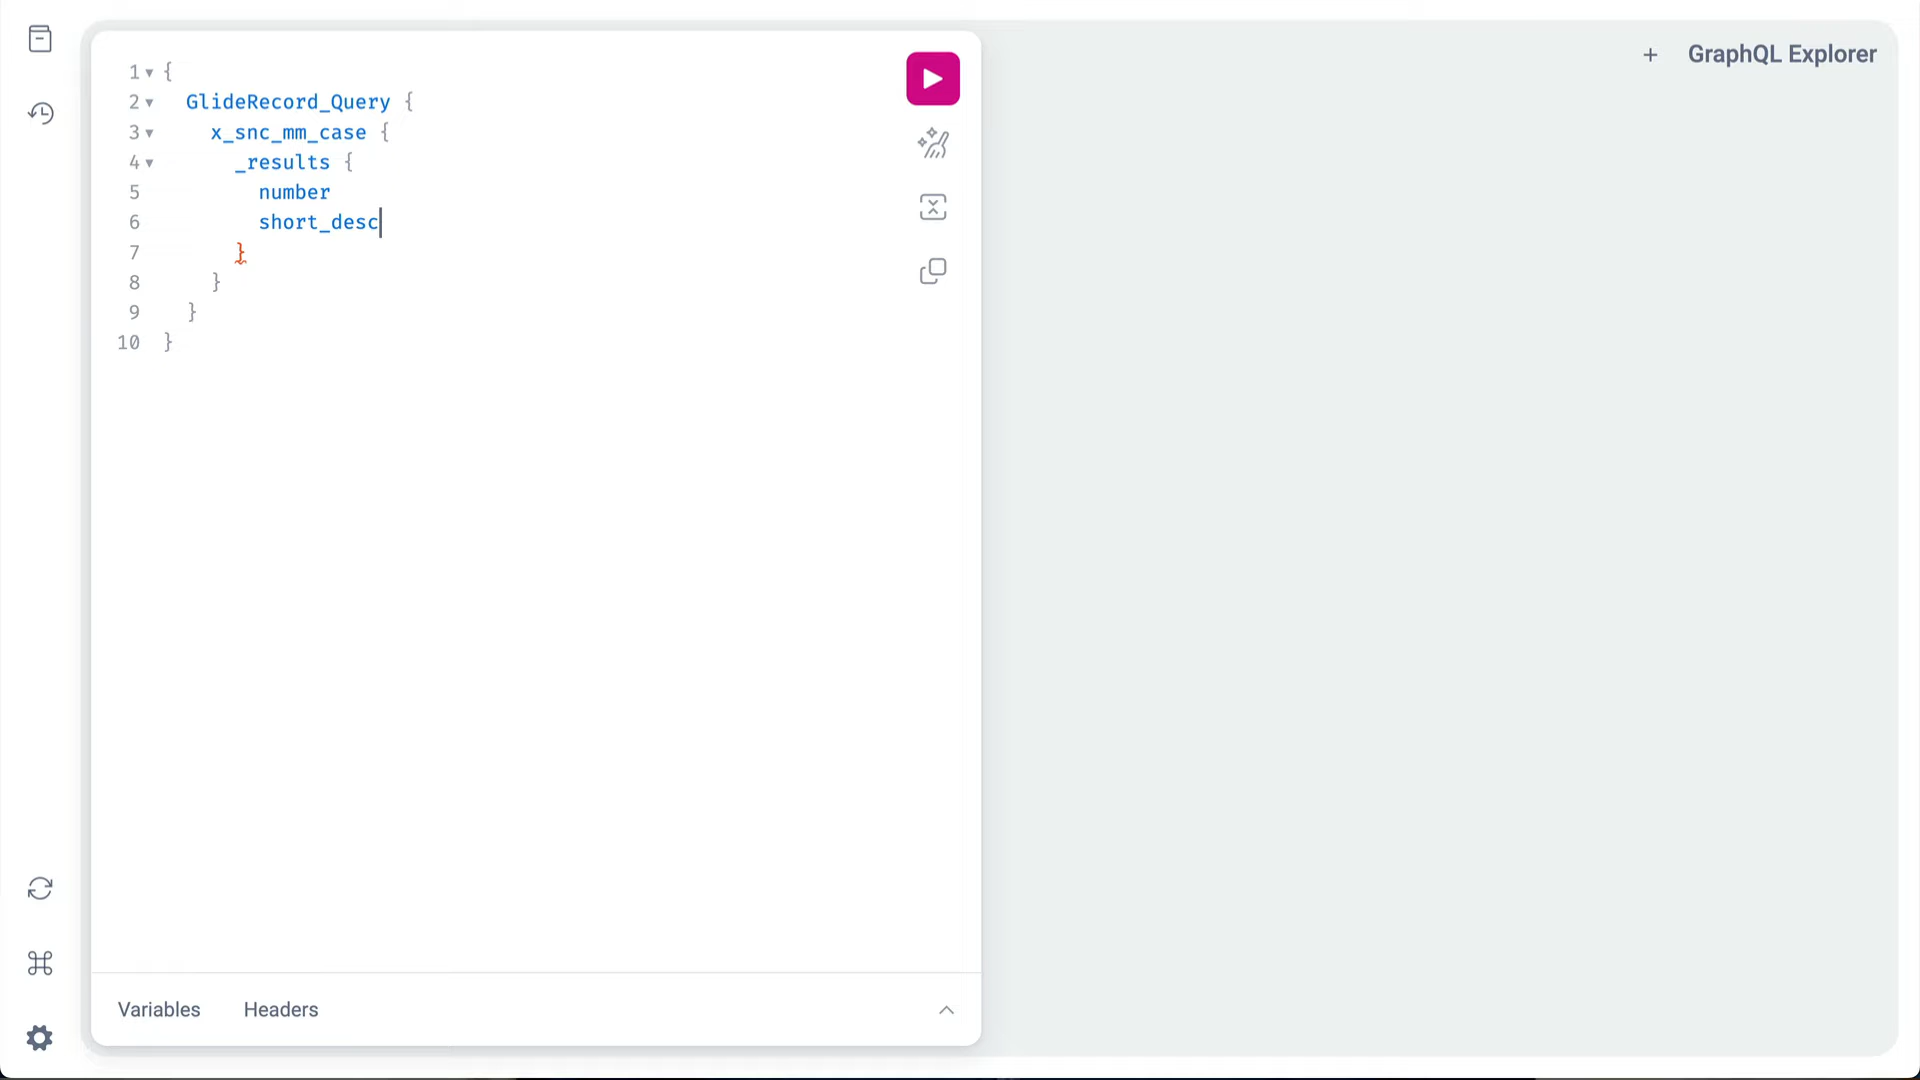 + GraphQL Explorer
1 {
2 GlideRecord_Query {
3 x_snc_mm_case {
4 _results {
5 number
6 short_desc
7 }
8 }
9 }
10 }
Variables Headers